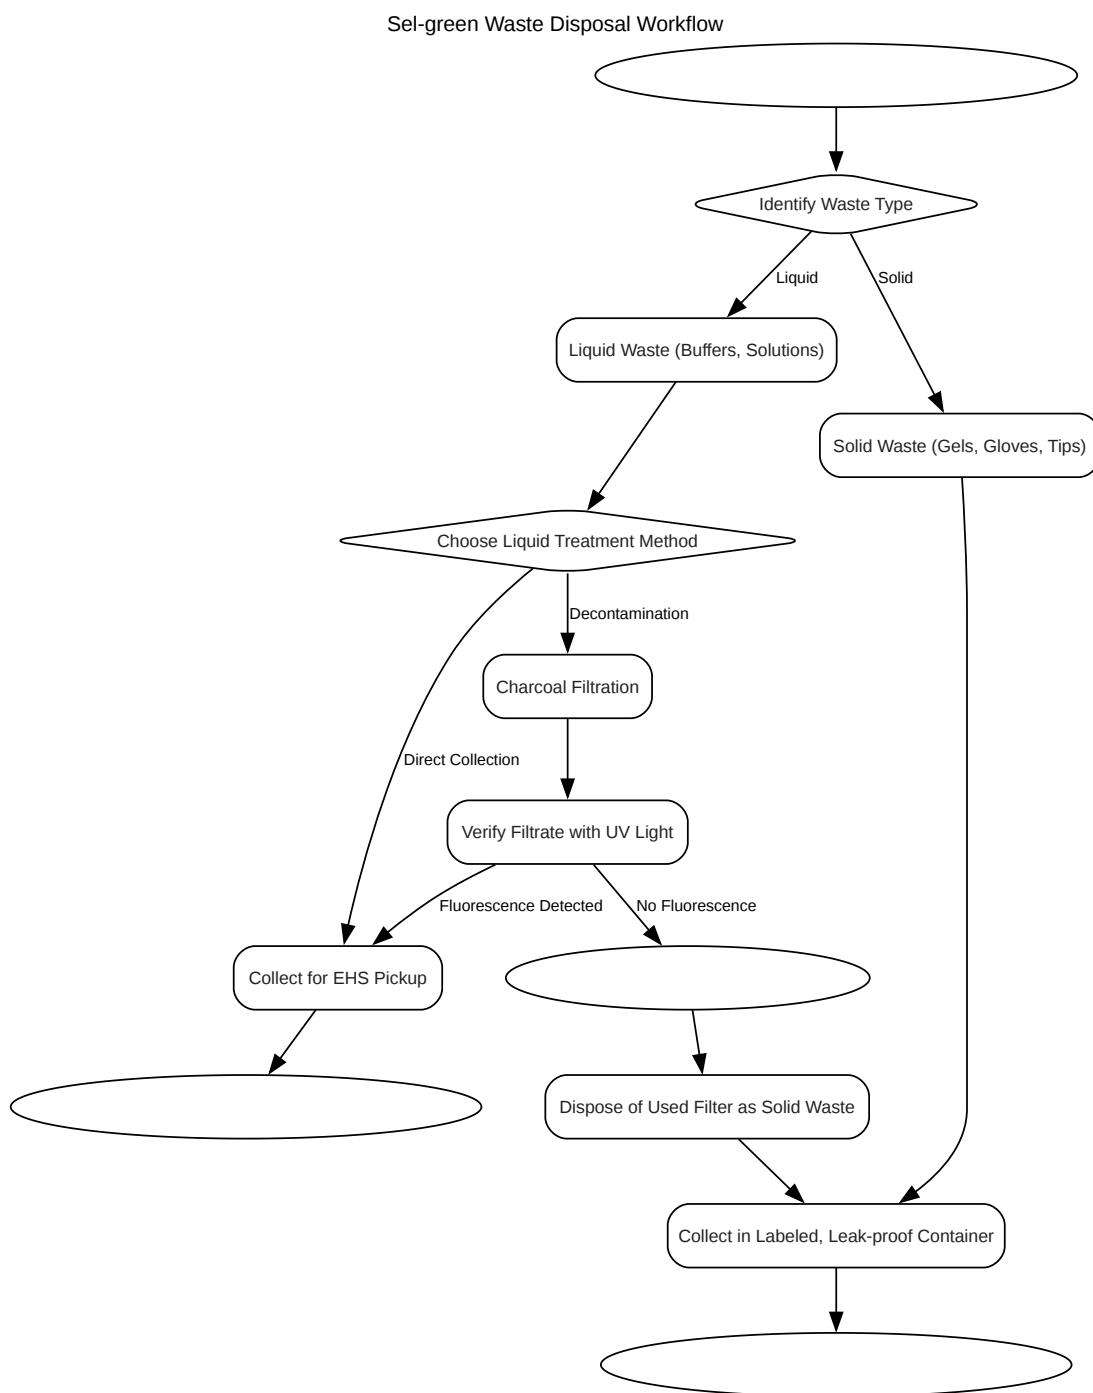 Sel-green Waste Disposal Workflow
Identify Waste Type
Liquid
Solid
Liquid Waste (Buffers, Solutions)
Solid Waste (Gels, Gloves, Tips)
Choose Liquid Treatment Method
Decontamination
Charcoal Filtration
Direct Collection
Verify Filtrate with UV Light
Fluorescence Detected
No Fluorescence
Collect for EHS Pickup
Dispose of Used Filter as Solid Waste
Collect in Labeled, Leak-proof Container